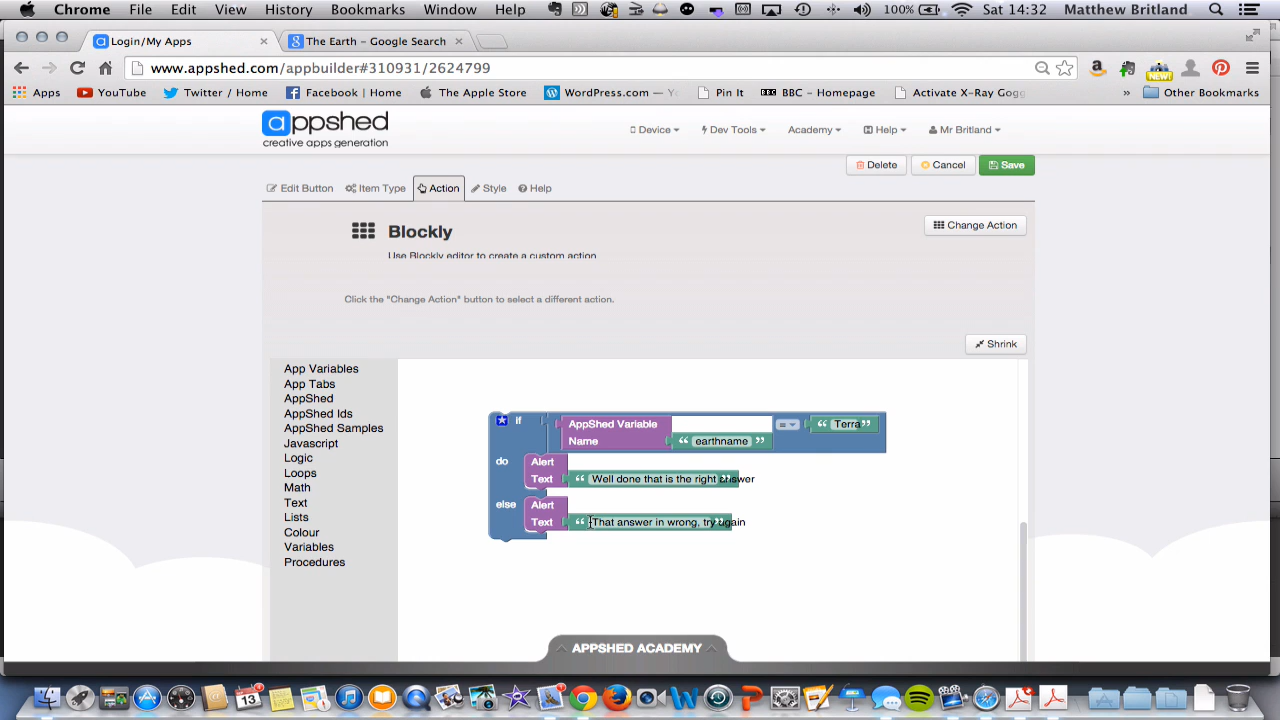 Chrome File Edit View History Bookmarks Window Help 100% Sat 14:32 Matthew Britland
Login/My Apps The Earth - Google Search
www.appshed.com/appbuilder#310931/2624799
Apps YouTube Twitter / Home Facebook | Home The Apple Store WordPress.com — Yo Pin It BBC - Homepage Activate X-Ray Gogg » Other Bookmarks
NEW!
appshed
creative apps generation
Device Dev Tools Academy Help Mr Britland
Delete Cancel Save
Edit Button Item Type Action Style Help
Blockly
Change Action
Use Blockly editor to create a custom action
Click the "Change Action" button to select a different action.
Shrink
App Variables
App Tabs
AppShed
AppShed Ids
AppShed Samples
Javascript
Logic
Loops
Math
Text
Lists
Colour
Variables
Procedures
if AppShed Variable = “ Terra ”
Name “ earthname ”
do Alert
Text “ Well done that is the right answer ”
else Alert
Text “ That answer in wrong, try again ”
APPSHED ACADEMY